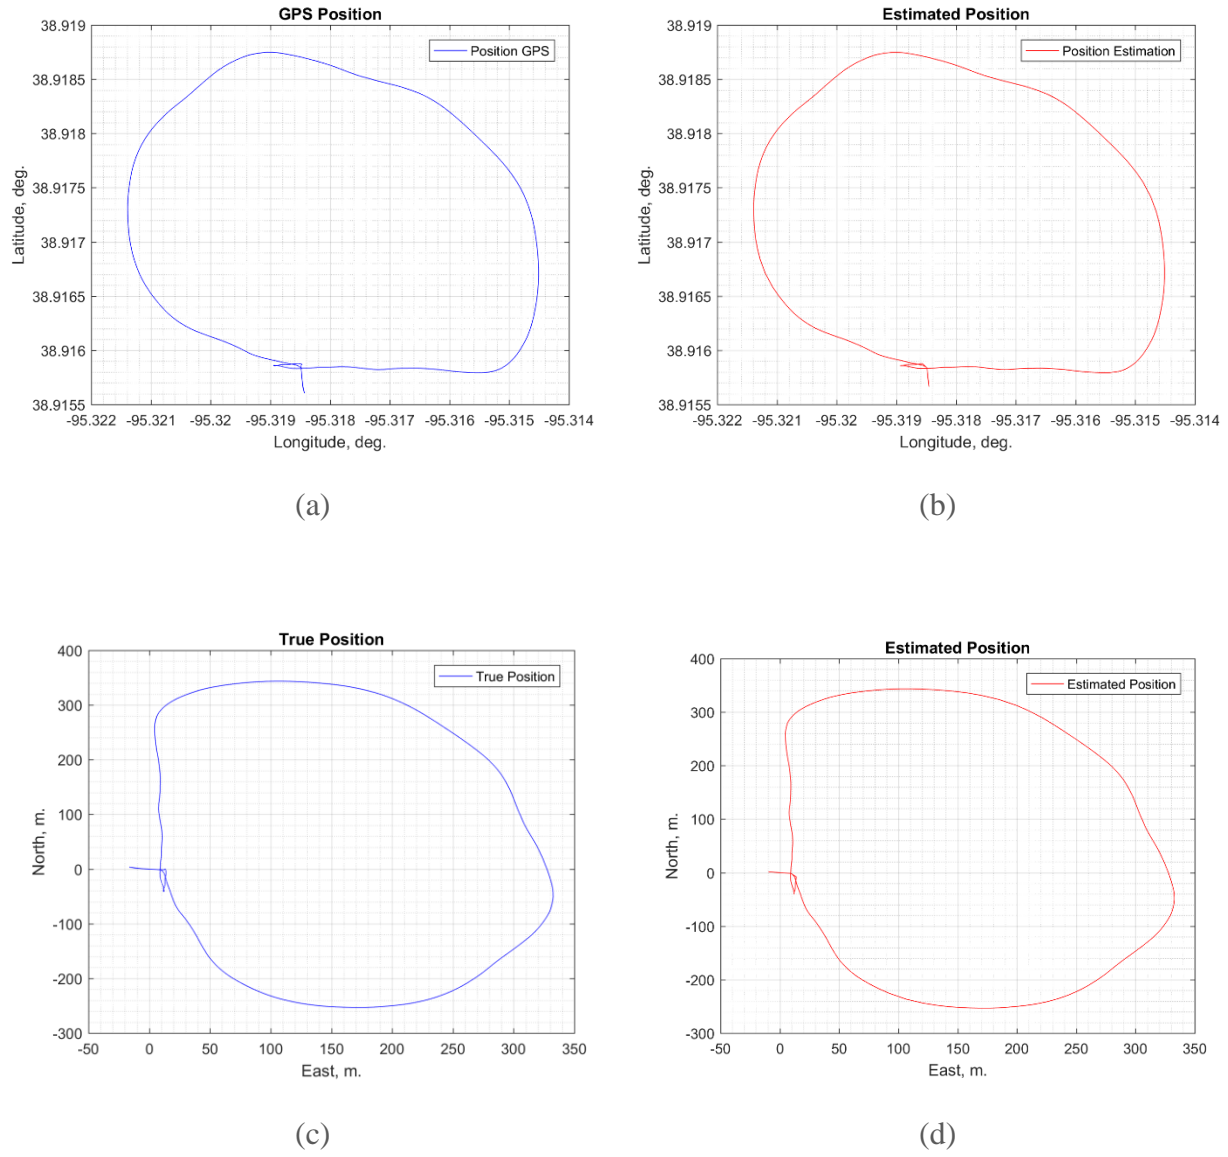 GPS Position
Position GPS
38.919
38.9185
38.918
38.9175
38.917
38.9165
38.916
38.9155
Latitude, deg.
-95.322 -95.321 -95.32 -95.319 -95.318 -95.317 -95.316 -95.315 -95.314
Longitude, deg.
(a)
Estimated Position
Position Estimation
38.919
38.9185
38.918
38.9175
38.917
38.9165
38.916
38.9155
Latitude, deg.
-95.322 -95.321 -95.32 -95.319 -95.318 -95.317 -95.316 -95.315 -95.314
Longitude, deg.
(b)
True Position
True Position
400
300
200
100
0
-100
-200
-300
North, m.
-50 0 50 100 150 200 250 300 350
East, m.
(c)
Estimated Position
Estimated Position
400
300
200
100
0
-100
-200
-300
North, m.
-50 0 50 100 150 200 250 300 350
East, m.
(d)